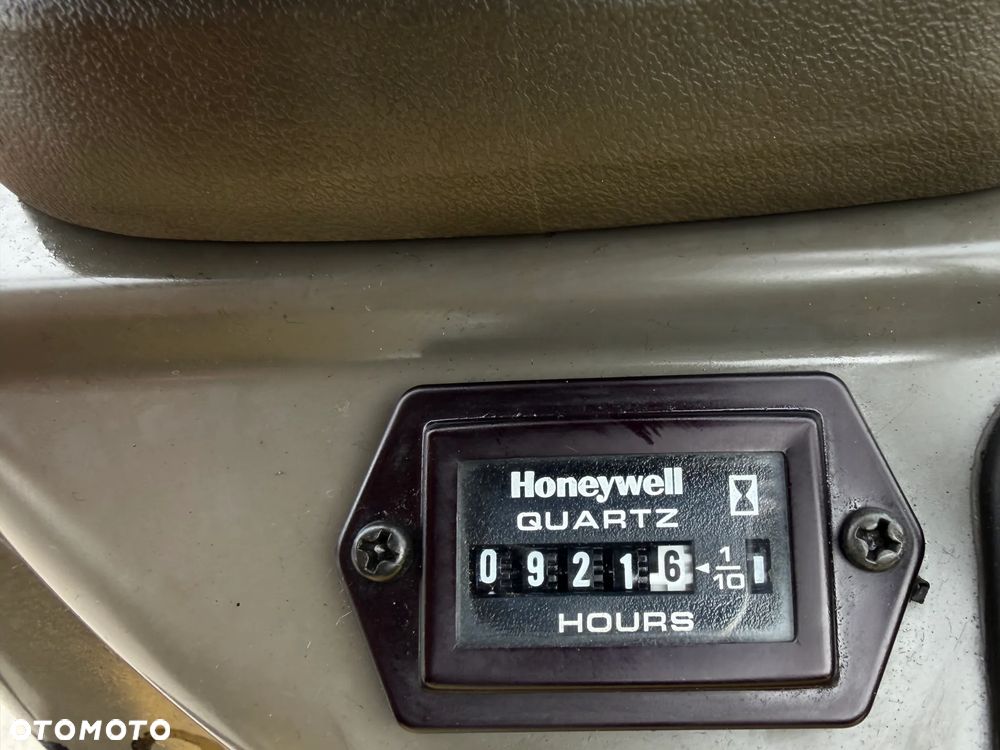 Honeywell
QUARTZ
09216 ◄ 1/10
HOURS
OTOMOTO